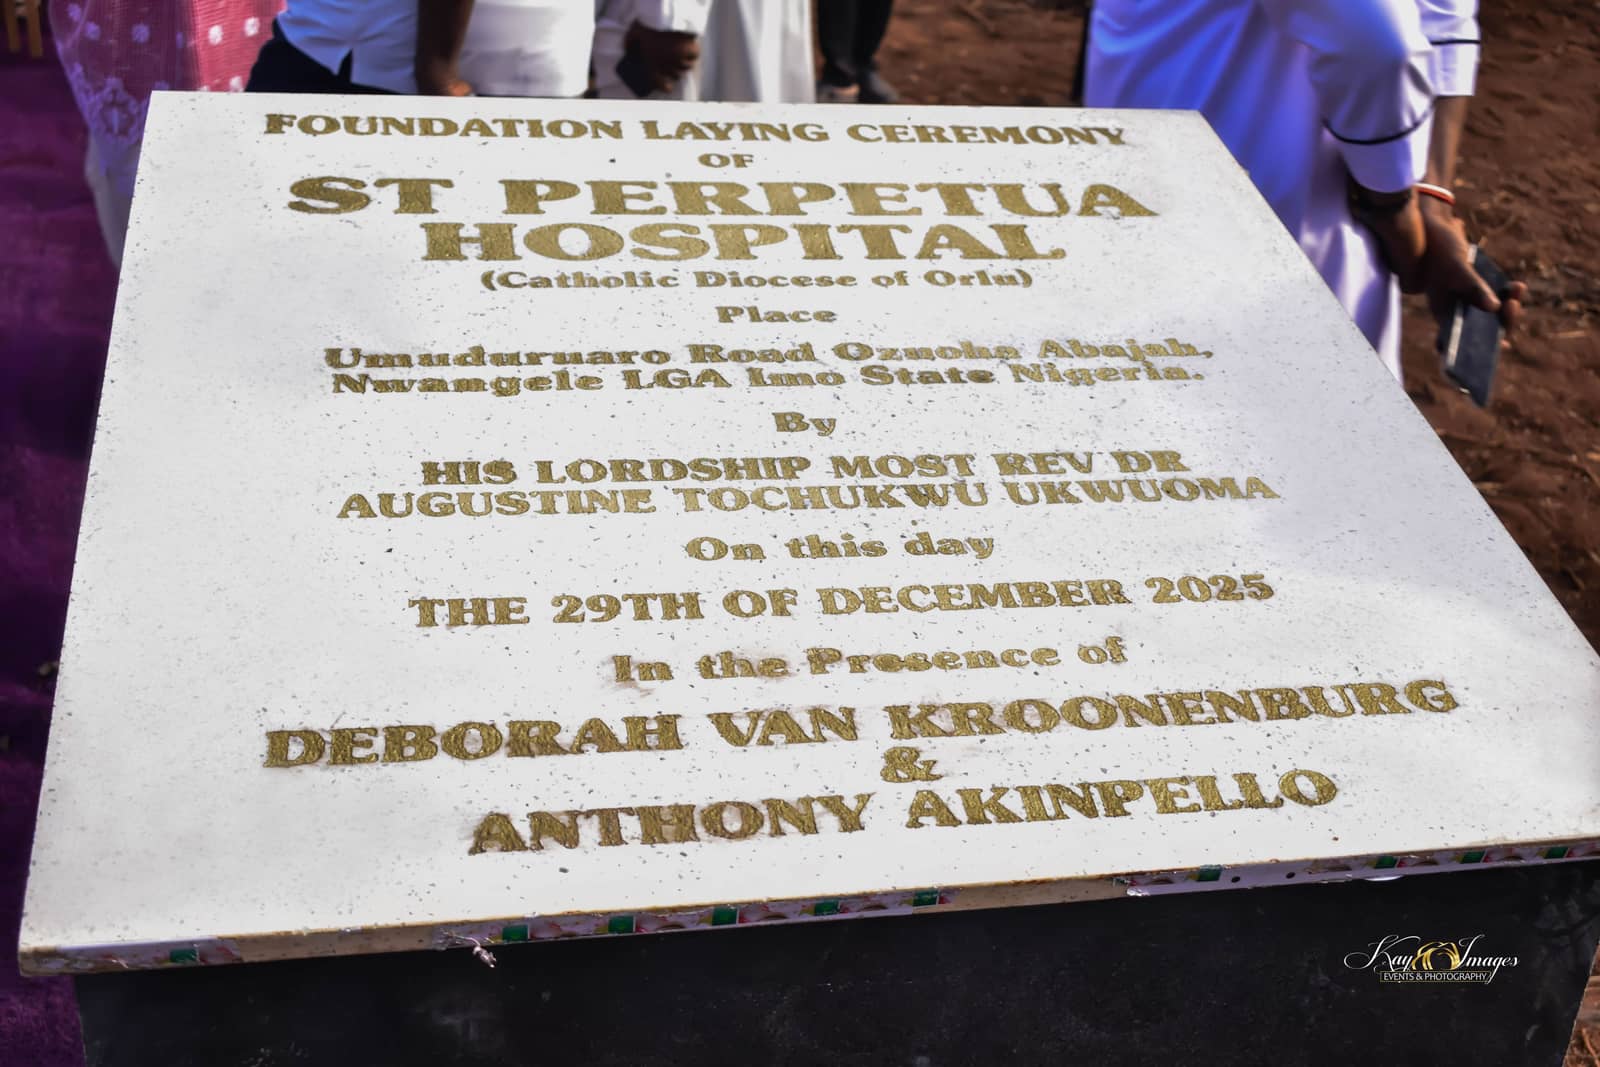 FOUNDATION LAYING CEREMONY
OF
ST PERPETUA
HOSPITAL
(Catholic Diocese of Orlu)
Place
Umuduruaro Road Ozuoha Abajah,
Nwangele LGA Imo State Nigeria.
By
HIS LORDSHIP MOST REV DR
AUGUSTINE TOCHUKWU UKWUOMA
On this day
THE 29TH OF DECEMBER 2025
In the Presence of
DEBORAH VAN KROONENBURG
&
ANTHONY AKINPELLO
Kay Images
EVENTS & PHOTOGRAPHY